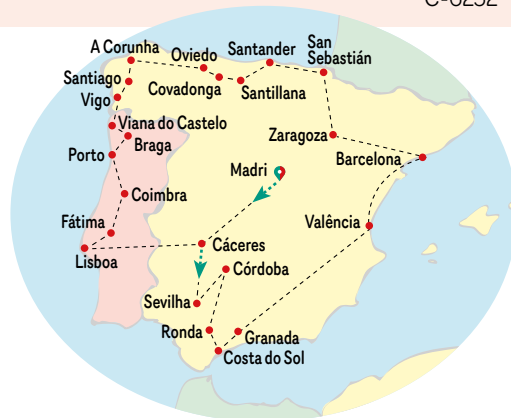 A Corunha
Oviedo
Santander
San
Sebastián
Santiago
Covadonga
Santillana
Vigo
Viana do Castelo
Braga
Zaragoza
Porto
Barcelona
Madri
Coimbra
Fátima
Valência
Lisboa
Cáceres
Córdoba
Sevilha
Ronda
Granada
Costa do Sol